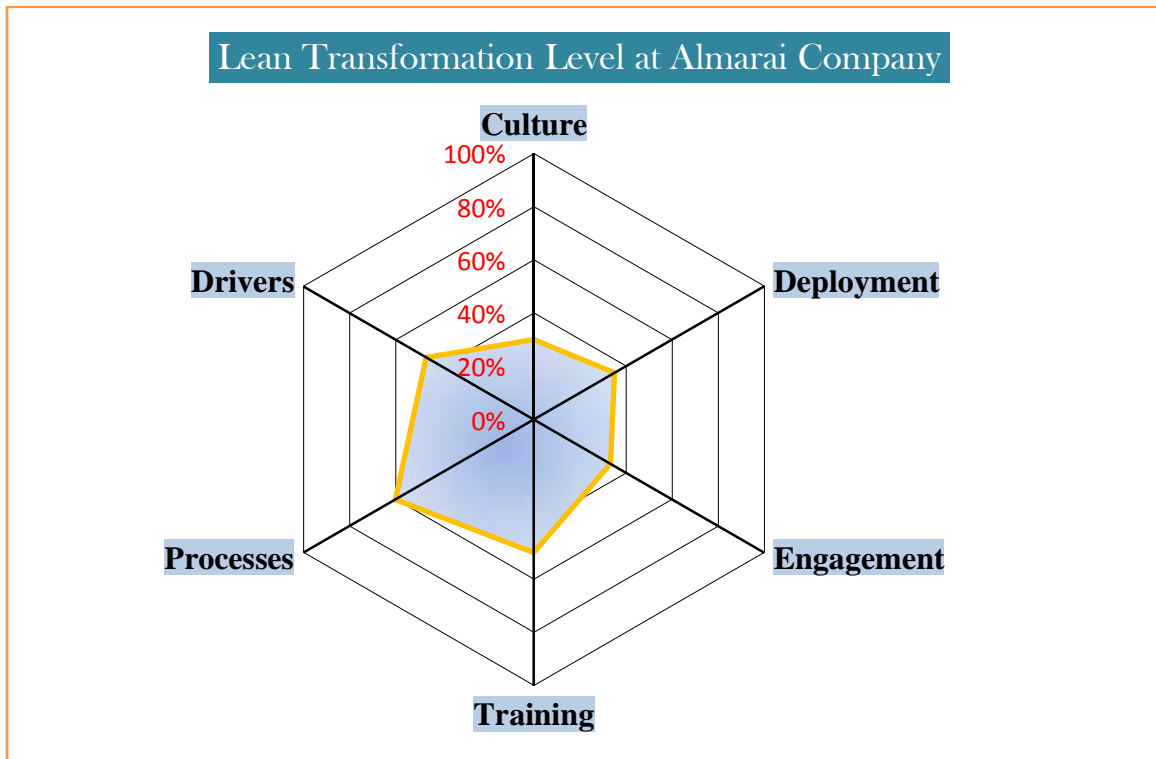 Lean Transformation Level at Almarai Company
Culture
100%
80%
60%
40%
20%
0%
Drivers
Deployment
Processes
Engagement
Training